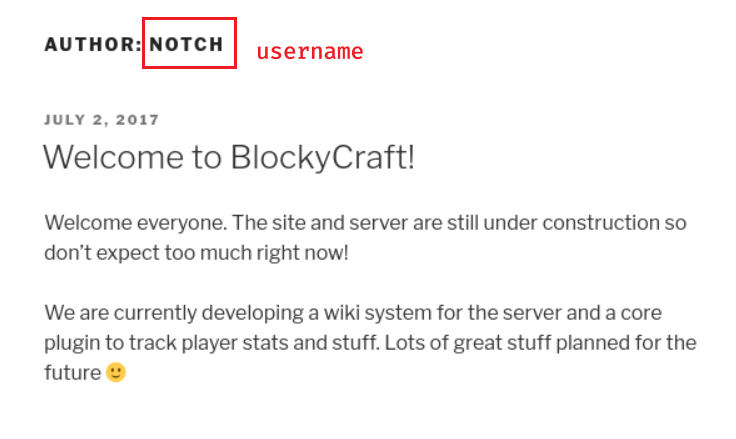 AUTHOR: NOTCH username
JULY 2, 2017
Welcome to BlockyCraft!
Welcome everyone. The site and server are still under construction so
don’t expect too much right now!
We are currently developing a wiki system for the server and a core
plugin to track player stats and stuff. Lots of great stuff planned for the
future 🙂